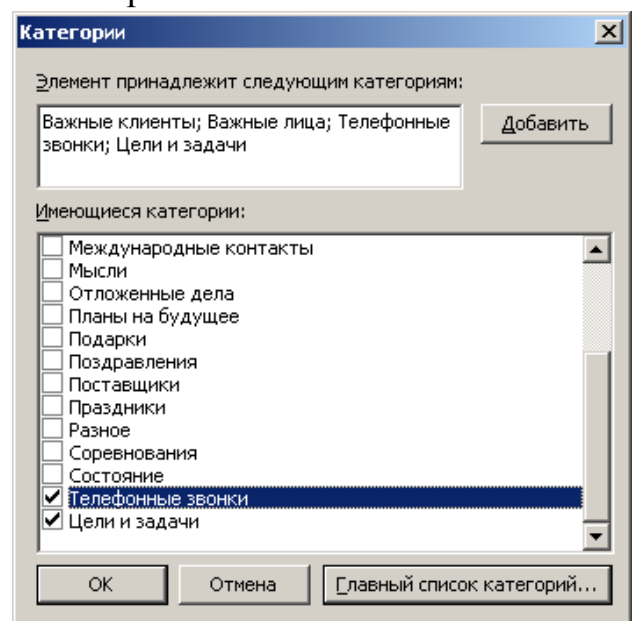 Категории
Элемент принадлежит следующим категориям:
Важные клиенты; Важные лица; Телефонные
звонки; Цели и задачи
Добавить
Имеющиеся категории:
Международные контакты
Мысли
Отложенные дела
Планы на будущее
Подарки
Поздравления
Поставщики
Праздники
Разное
Соревнования
Состояние
Телефонные звонки
Цели и задачи
ОК
Отмена
Главный список категорий...